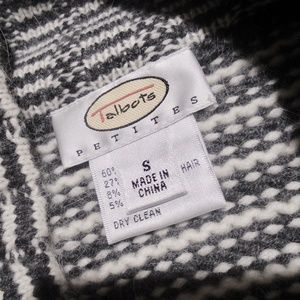 Talbots
PETITES
60%
27%
8%
5%
S
MADE IN
CHINA
HAIR
DRY CLEAN